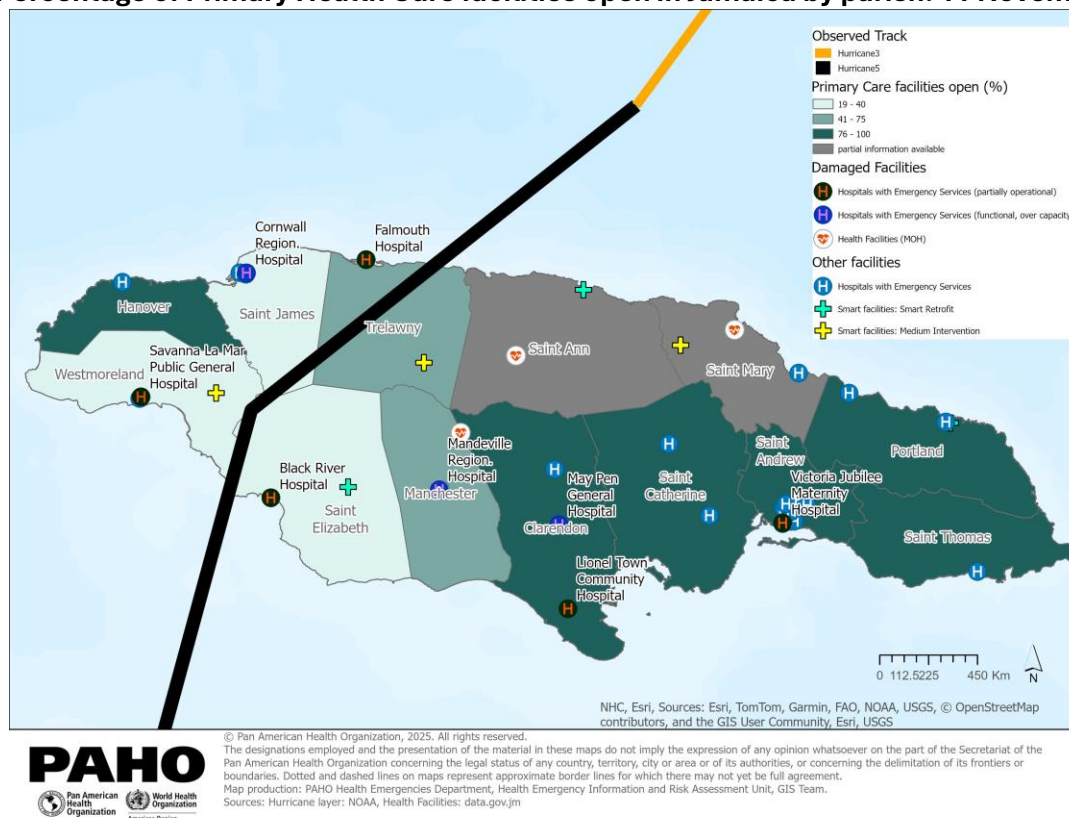 Percentage of Primary Health Care facilities open in Jamaica by parish. 11 Novem
Observed Track
Hurricane3
Hurricane5
Primary Care facilities open (%)
19 - 40
41 - 75
76 - 100
partial information available
Damaged Facilities
H Hospitals with Emergency Services (partially operational)
H Hospitals with Emergency Services (functional, over capacity
Health Facilities (MOH)
Other facilities
H Hospitals with Emergency Services
Smart facilities: Smart Retrofit
Smart facilities: Medium Intervention
Cornwall
Region.
Hospital
Falmouth
Hospital
Hanover
Saint James
Trelawny
Saint Ann
Saint Mary
Westmoreland
Savanna La Mar
Public General
Hospital
Black River
Hospital
Saint
Elizabeth
Mandeville
Region.
Hospital
Manchester
May Pen
General
Hospital
Clarendon
Lionel Town
Community
Hospital
Saint
Catherine
Saint
Andrew
Victoria Jubilee
Maternity
Hospital
Portland
Saint Thomas
0 112.5225 450 Km
N
NHC, Esri, Sources: Esri, TomTom, Garmin, FAO, NOAA, USGS, © OpenStreetMap
contributors, and the GIS User Community, Esri, USGS
PAHO
Pan American
Health
Organization
World Health
Organization
© Pan American Health Organization, 2025. All rights reserved.
The designations employed and the presentation of the material in these maps do not imply the expression of any opinion whatsoever on the part of the Secretariat of the
Pan American Health Organization concerning the legal status of any country, territory, city or area or of its authorities, or concerning the delimitation of its frontiers or
boundaries. Dotted and dashed lines on maps represent approximate border lines for which there may not yet be full agreement.
Map production: PAHO Health Emergencies Department, Health Emergency Information and Risk Assessment Unit, GIS Team.
Sources: Hurricane layer: NOAA, Health Facilities: data.gov.jm